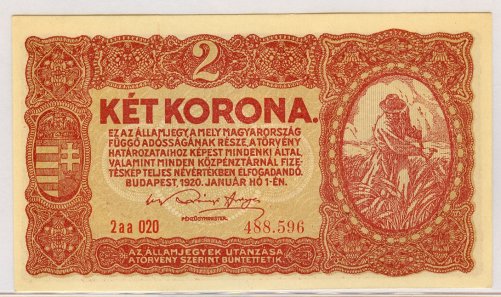 2
KÉT KORONA.
EZ AZ ÁLLAMJEGY A MELY MAGYARORSZÁG
FÜGGŐ ADÓSSÁGÁNAK RÉSZE, A TÖRVÉNY
HATÁROZATAIHOZ KÉPEST MINDENKI ÁLTAL,
VALAMINT MINDEN KÖZPÉNZTÁRNÁL FIZE-
TÉSKÉP TELJES NÉVÉRTÉKBEN ELFOGADANDÓ.
BUDAPEST, 1920. JANUÁR HÓ 1-ÉN.
PÉNZÜGYMINISTER.
2aa 020 488.596
AZ ÁLLAMJEGYEK UTÁNZÁSA
A TÖRVÉNY SZERINT BÜNTETTETIK.